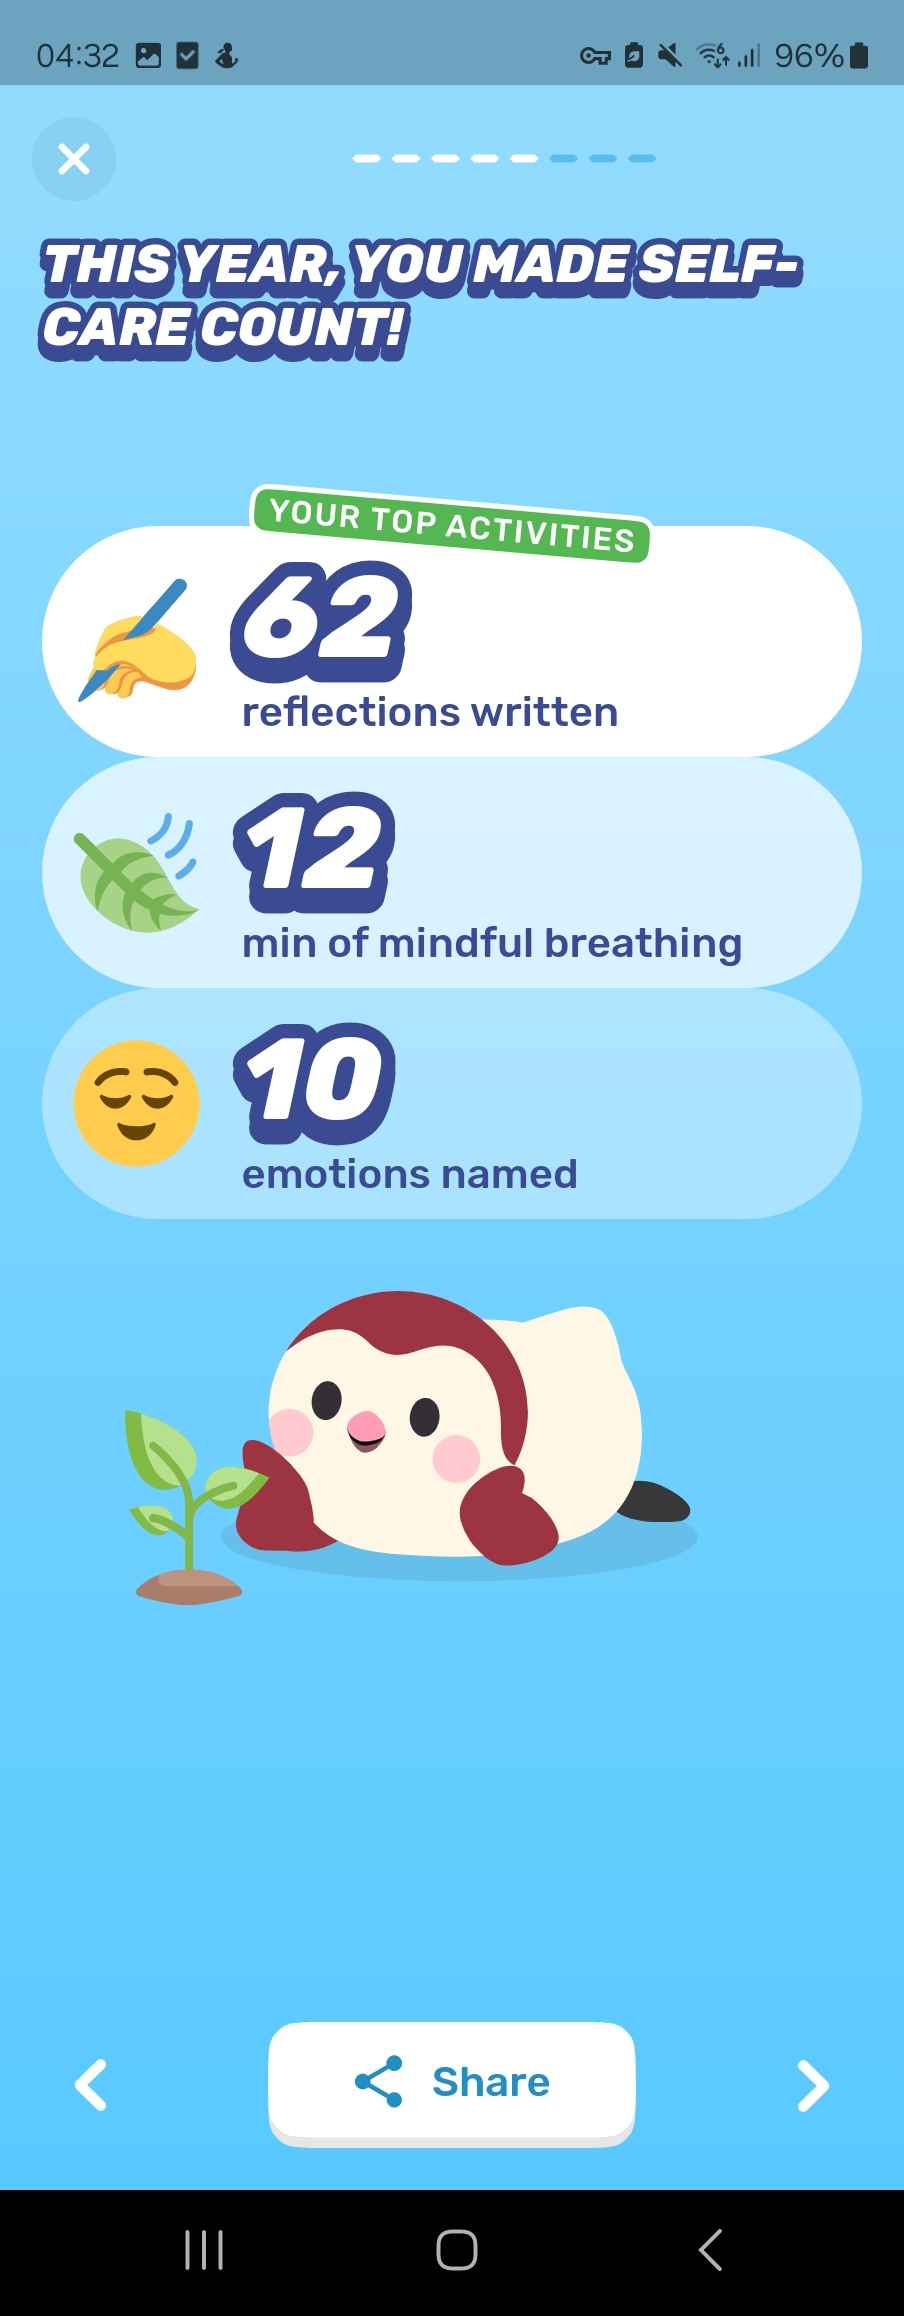 04:32
6
96%
THIS YEAR, YOU MADE SELF-
CARE COUNT!
YOUR TOP ACTIVITIES
62
reflections written
12
min of mindful breathing
10
emotions named
Share